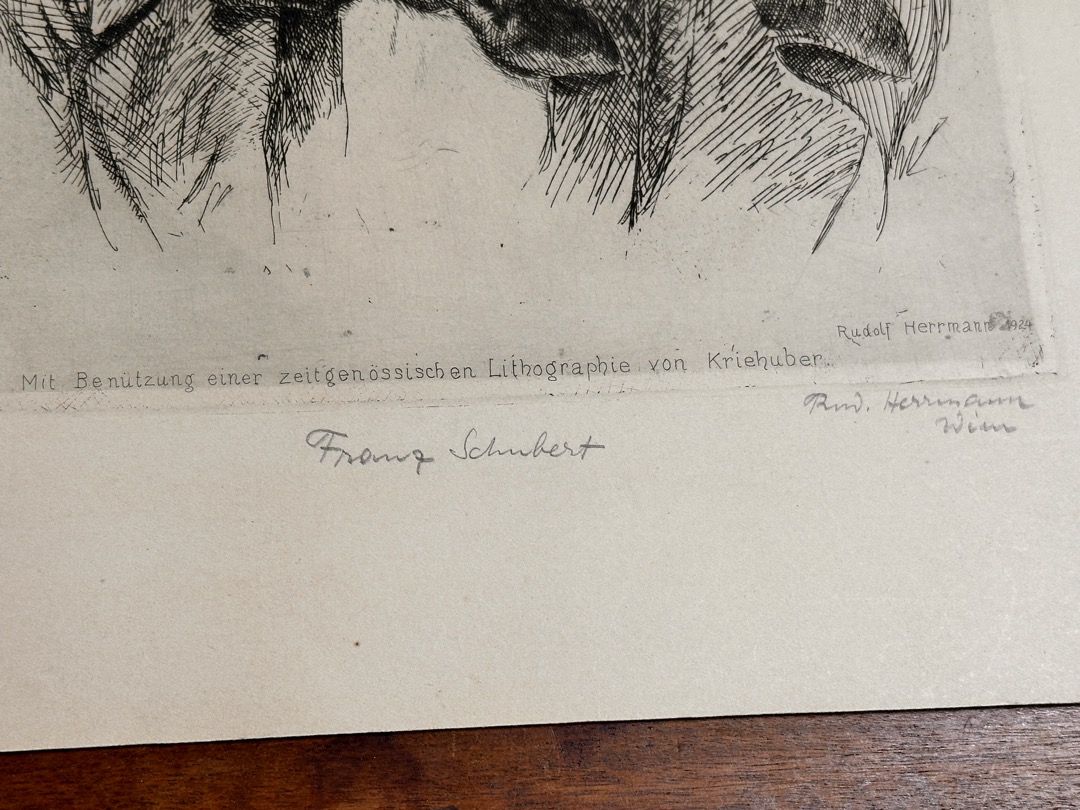 Rudolf Herrmann 1924
Mit Benützung einer zeitgenössischen Lithographie von Kriehuber.
Rud. Herrmann
Wien
Franz Schubert